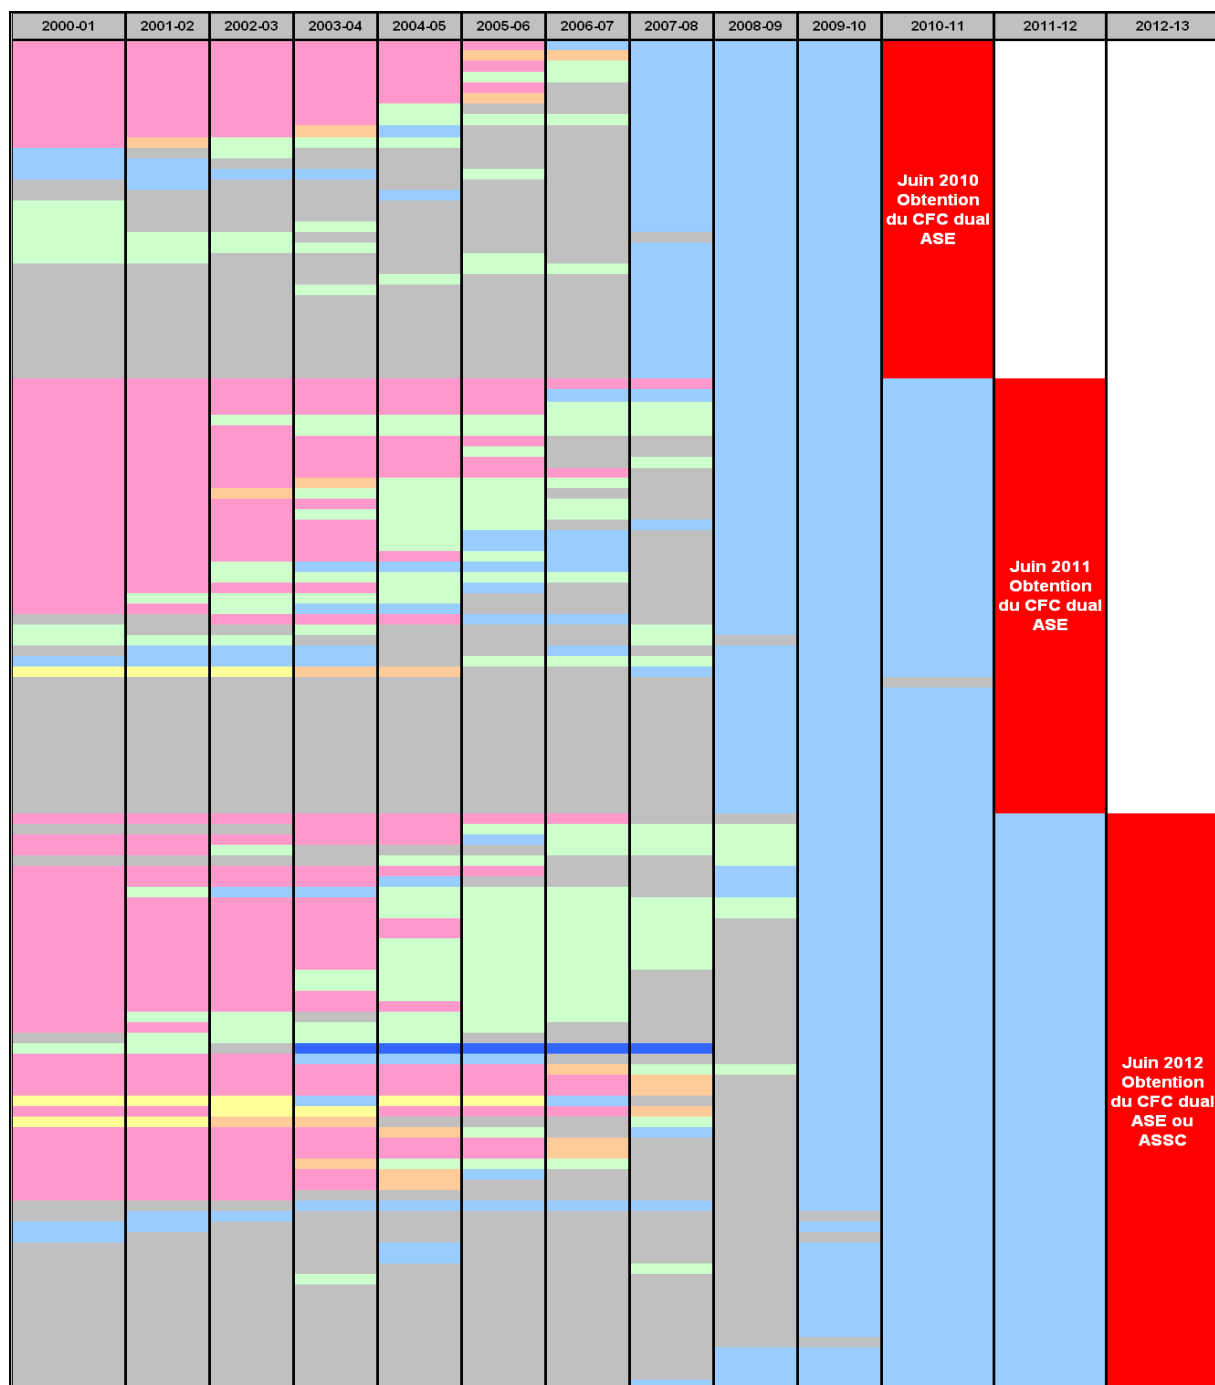 2000-01 2001-02 2002-03 2003-04 2004-05 2005-06 2006-07 2007-08 2008-09 2009-10 2010-11 2011-12 2012-13
Juin 2010
Obtention
du CFC dual
ASE
Juin 2011
Obtention
du CFC dual
ASE
Juin 2012
Obtention
du CFC dual
ASE ou
ASSC